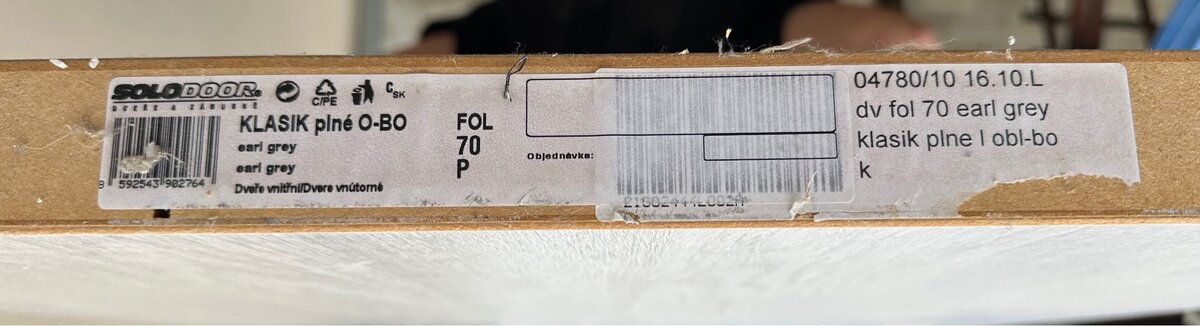 SOLODOOR®
DVEŘE A ZÁRUBNĚ
C/PE
CSK
KLASIK plné O-BO
earl grey
earl grey
Dveře vnitřní/Dvere vnútorné
8 592543 902764
FOL
70
P
Objednávka:
04780/10 16.10.L
dv fol 70 earl grey
klasik plne l obl-bo
k